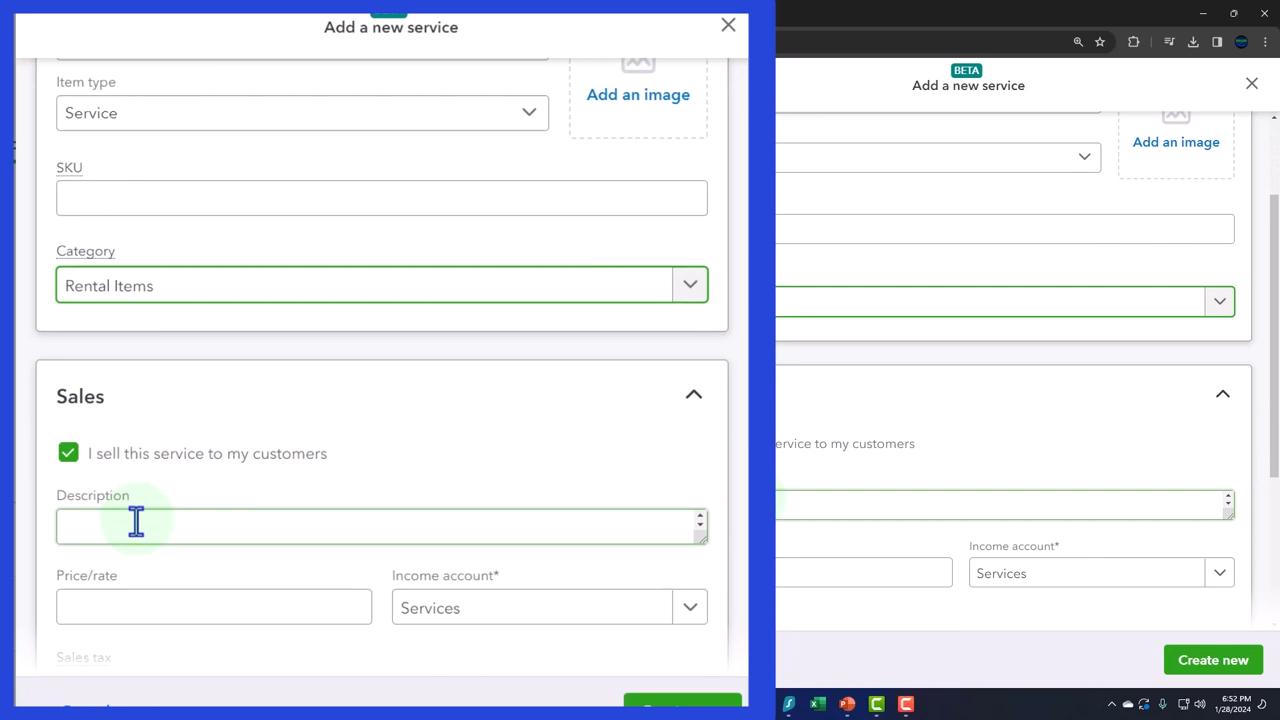 Add a new service
Item type
Service
Add an image
SKU
Category
Rental Items
Sales
I sell this service to my customers
Description
Price/rate
Income account*
Services
Sales tax
BETA
Add a new service
Add an image
ervice to my customers
Income account*
Services
Create new
6:52 PM
1/28/2024